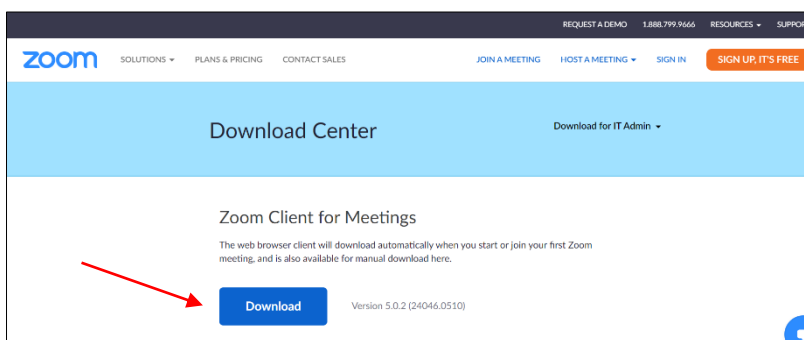 REQUEST A DEMO 1.888.799.9666 RESOURCES SUPPOR
zoom SOLUTIONS PLANS & PRICING CONTACT SALES JOIN A MEETING HOST A MEETING SIGN IN SIGN UP, IT'S FREE
Download Center Download for IT Admin
Zoom Client for Meetings
The web browser client will download automatically when you start or join your first Zoom
meeting, and is also available for manual download here.
Download Version 5.0.2 (24046.0510)